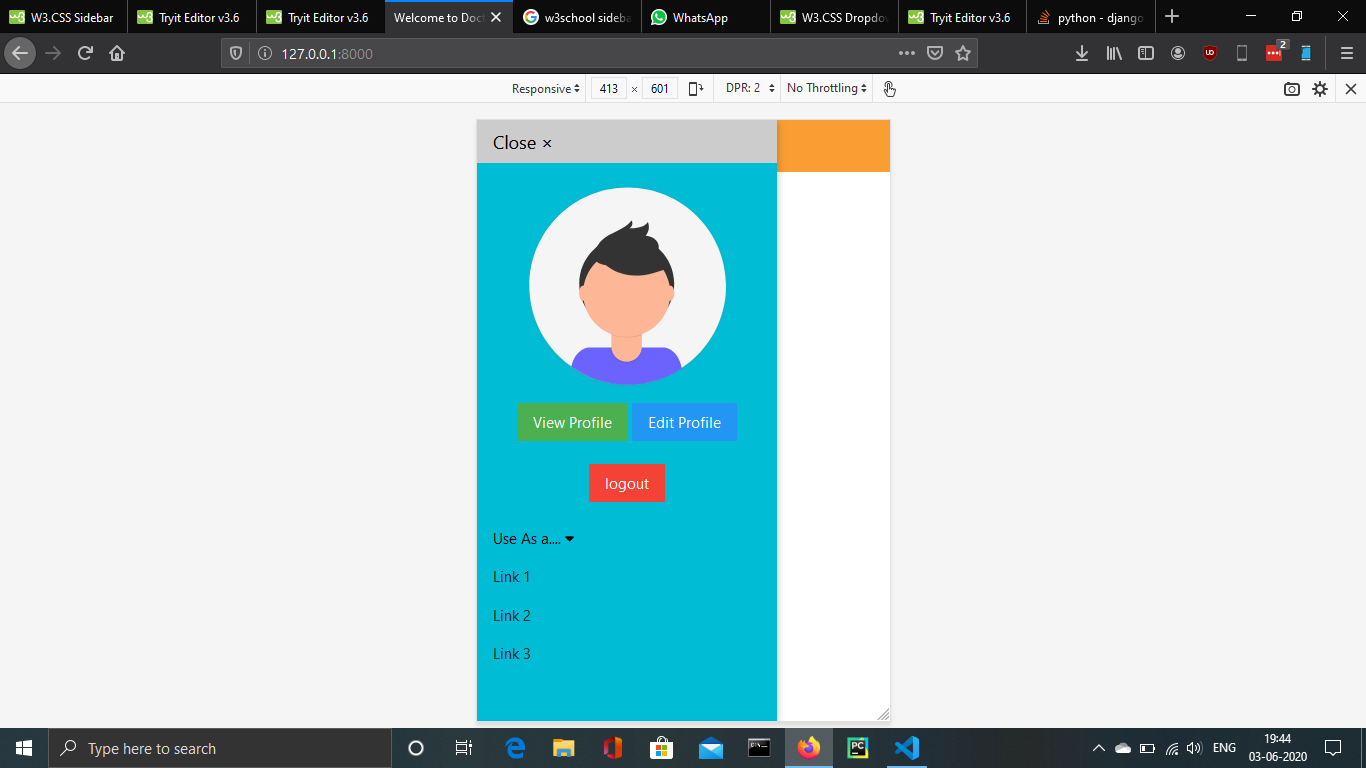 W3.CSS Sidebar
Tryit Editor v3.6
Tryit Editor v3.6
Welcome to Doct
w3school sideba
WhatsApp
W3.CSS Dropdov
Tryit Editor v3.6
python - django
127.0.0.1:8000
2
Responsive
413 × 601
DPR: 2
No Throttling
Close ×
View Profile
Edit Profile
logout
Use As a....
Link 1
Link 2
Link 3
Type here to search
ENG
19:44
03-06-2020